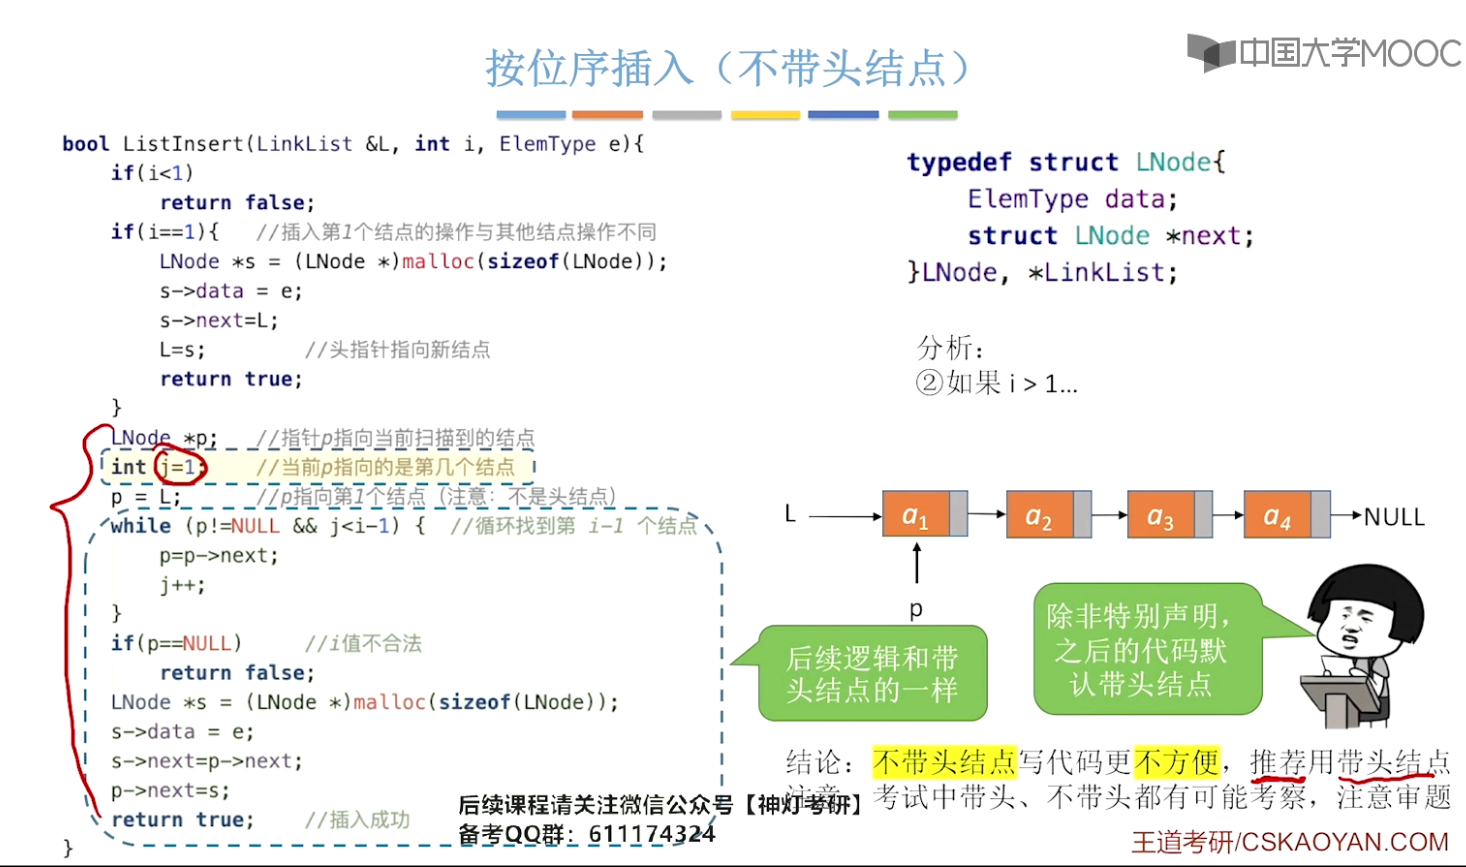 按位序插入（不带头结点）
中国大学MOOC
bool ListInsert(LinkList &L, int i, ElemType e){
if(i<1)
return false;
if(i==1){ //插入第1个结点的操作与其他结点操作不同
LNode *s = (LNode *)malloc(sizeof(LNode));
s->data = e;
s->next=L;
L=s; //头指针指向新结点
return true;
}
LNode *p; //指针p指向当前扫描到的结点
int j=1; //当前p指向的是第几个结点
p = L; //p指向第1个结点（注意：不是头结点）
while (p!=NULL && j<i-1) { //循环找到第 i-1 个结点
p=p->next;
j++;
}
if(p==NULL) //i值不合法
return false;
LNode *s = (LNode *)malloc(sizeof(LNode));
s->data = e;
s->next=p->next;
p->next=s;
return true; //插入成功
}
typedef struct LNode{
ElemType data;
struct LNode *next;
}LNode, *LinkList;
分析：
②如果 i > 1…
L a1 a2 a3 a4 NULL
p
后续逻辑和带
头结点的一样
除非特别声明，
之后的代码默
认带头结点
结论：不带头结点写代码更不方便，推荐用带头结点
注意：考试中带头、不带头都有可能考察，注意审题
后续课程请关注微信公众号【神灯考研】
备考QQ群：611174324
王道考研/CSKAOYAN.COM